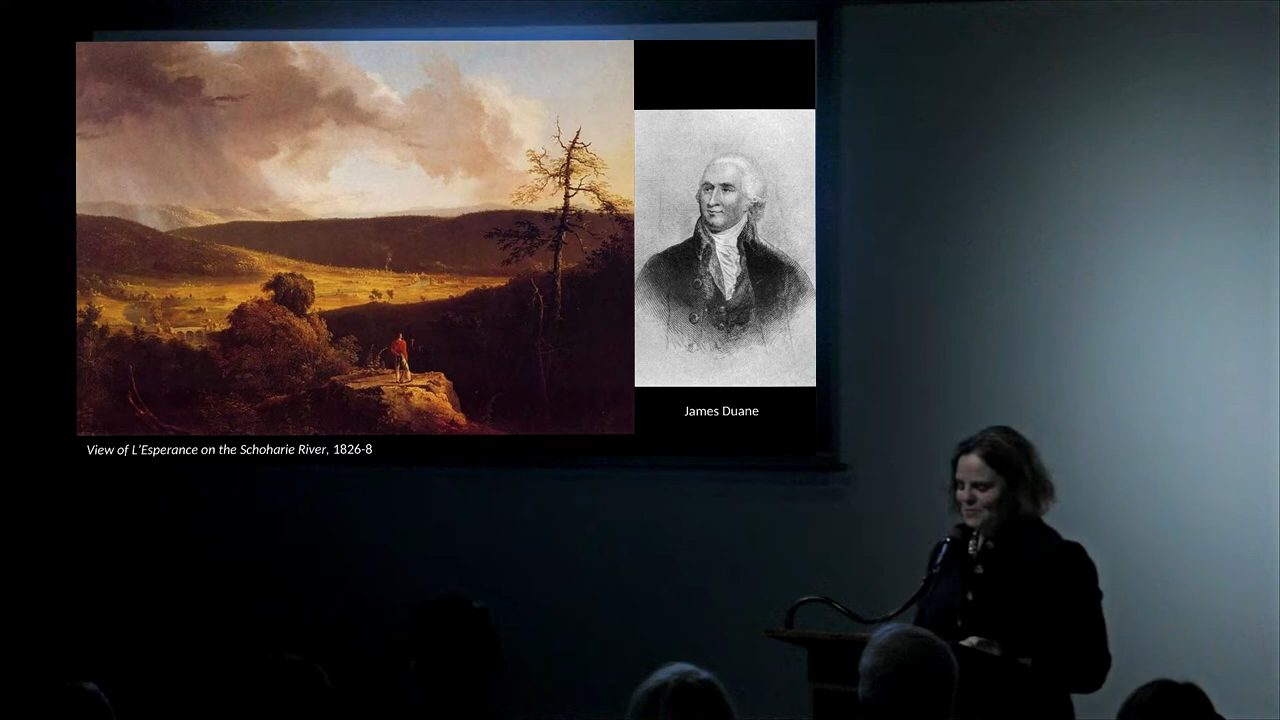 James Duane
View of L'Esperance on the Schoharie River, 1826-8